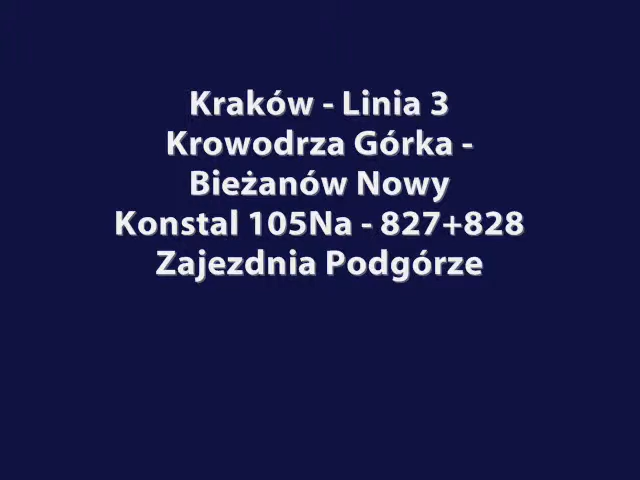 Kraków - Linia 3
Krowodrza Górka -
Bieżanów Nowy
Konstal 105Na - 827+828
Zajezdnia Podgórze